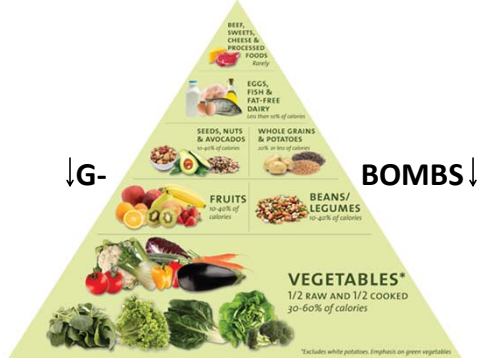 BEEF,
SWEETS,
CHEESE &
PROCESSED
FOODS
Rarely
EGGS,
FISH &
FAT-FREE
DAIRY
Less than 10% of calories
SEEDS, NUTS
& AVOCADOS
10-40% of calories
WHOLE GRAINS
& POTATOES
20% or less of calories
↓G-
BOMBS↓
FRUITS
10-40% of
calories
BEANS/
LEGUMES
10-40% of calories
VEGETABLES*
1/2 RAW AND 1/2 COOKED
30-60% of calories
*Excludes white potatoes. Emphasis on green vegetables